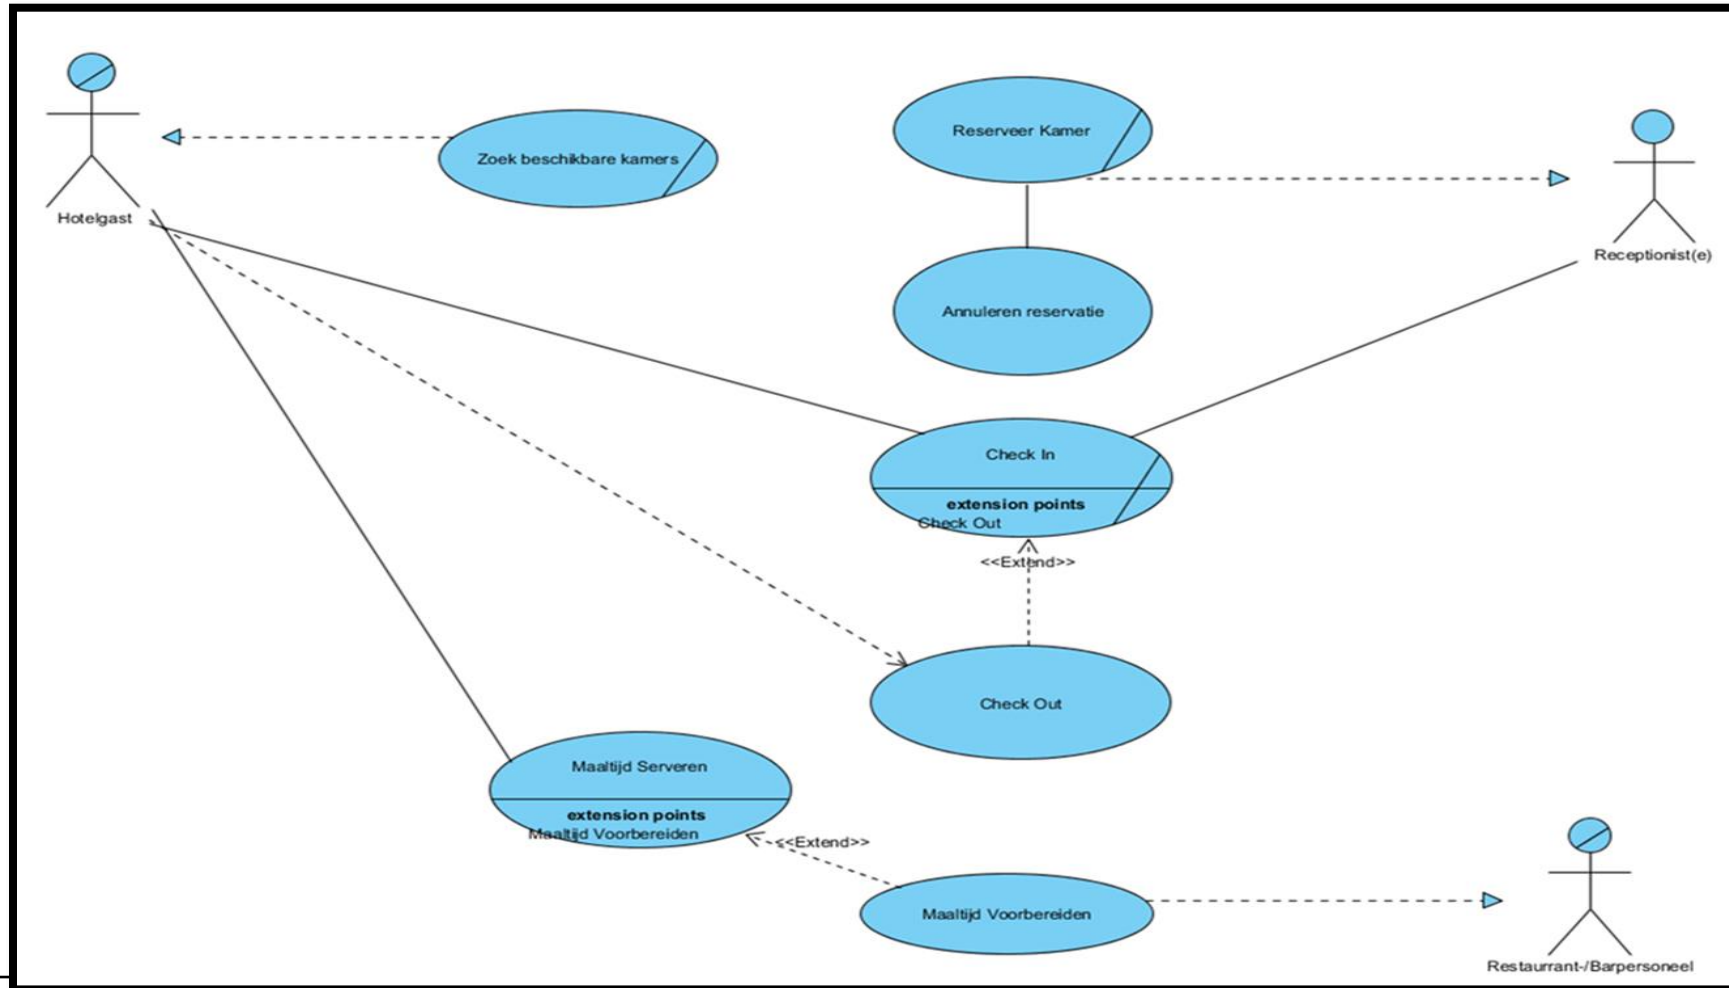 Hotelgast
Zoek beschikbare kamers
Reserveer Kamer
Receptionist(e)
Annuleren reservatie
Check In
extension points
Check Out
<<Extend>>
Check Out
Maaltijd Serveren
extension points
Maaltijd Voorbereiden
<<Extend>>
Maaltijd Voorbereiden
Restaurrant-/Barpersoneel